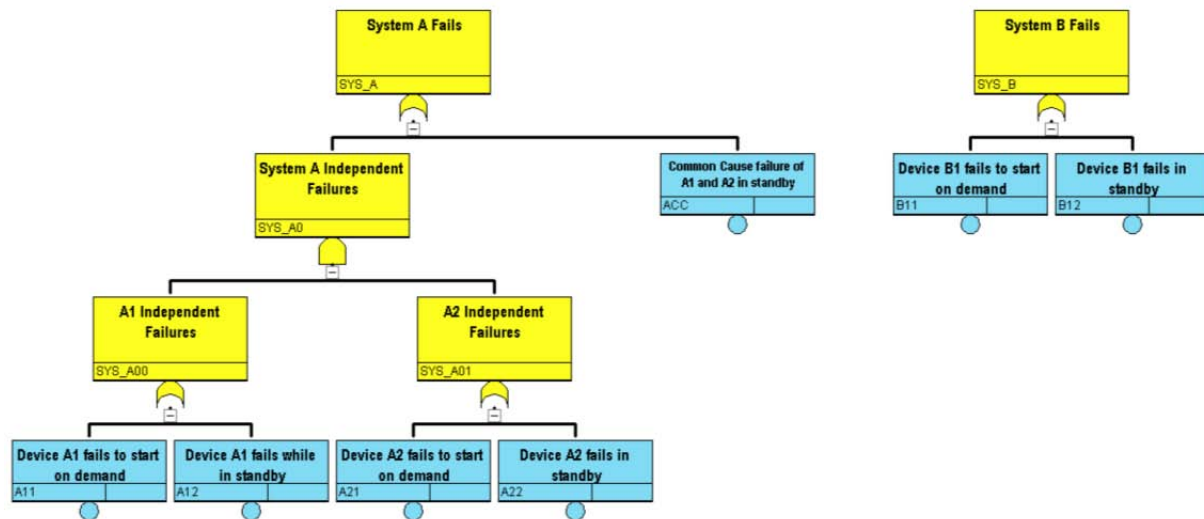 System A Fails
SYS_A
System B Fails
SYS_B
System A Independent
Failures
SYS_A0
Common Cause failure of
A1 and A2 in standby
ACC
Device B1 fails to start
on demand
B11
Device B1 fails in
standby
B12
A1 Independent
Failures
SYS_A00
A2 Independent
Failures
SYS_A01
Device A1 fails to start
on demand
A11
Device A1 fails while
in standby
A12
Device A2 fails to start
on demand
A21
Device A2 fails in
standby
A22